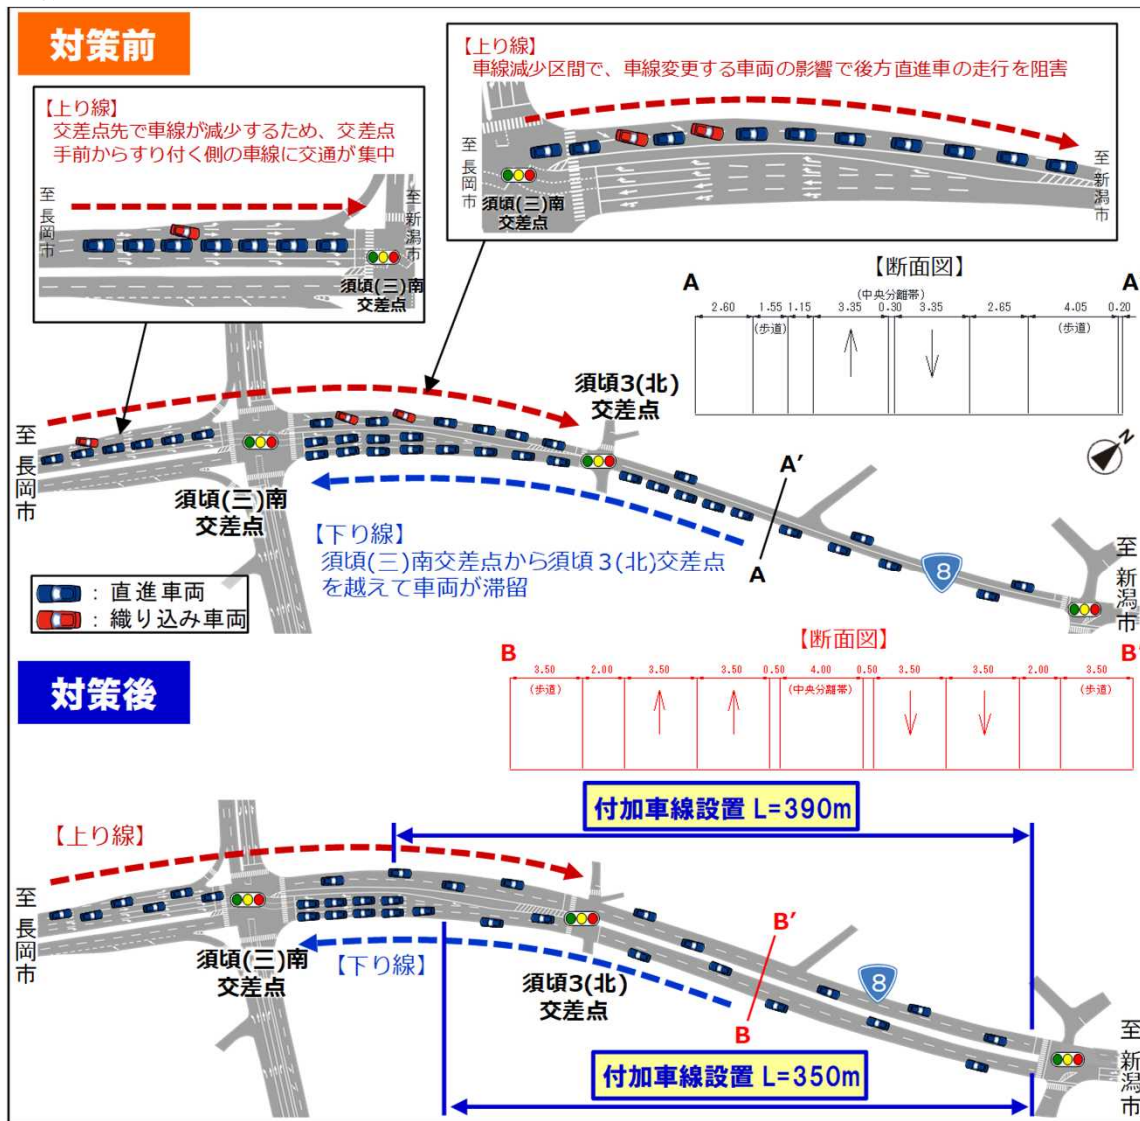 対策前
【上り線】
交差点先で車線が減少するため、交差点
手前からすり付く側の車線に交通が集中
至 長岡市
至 新潟市
須頃(三)南
交差点
【上り線】
車線減少区間で、車線変更する車両の影響で後方直進車の走行を阻害
至 長岡市
至 新潟市
須頃(三)南
交差点
【断面図】
A
A'
(中央分離帯)
2.60 1.55 1.15 3.35 0.30 3.35 2.65 4.05 0.20
(歩道) (歩道)
須頃3(北)
交差点
至 長岡市
須頃(三)南
交差点
A'
A
【下り線】
須頃(三)南交差点から須頃3(北)交差点
を越えて車両が滞留
8
至 新潟市
:直進車両
:織り込み車両
対策後
【断面図】
B
B'
3.50 2.00 3.50 3.50 0.50 4.00 0.50 3.50 3.50 2.00 3.50
(歩道) (中央分離帯) (歩道)
付加車線設置 L=390m
【上り線】
至 長岡市
須頃(三)南
交差点
【下り線】
須頃3(北)
交差点
B'
B
8
至 新潟市
付加車線設置 L=350m